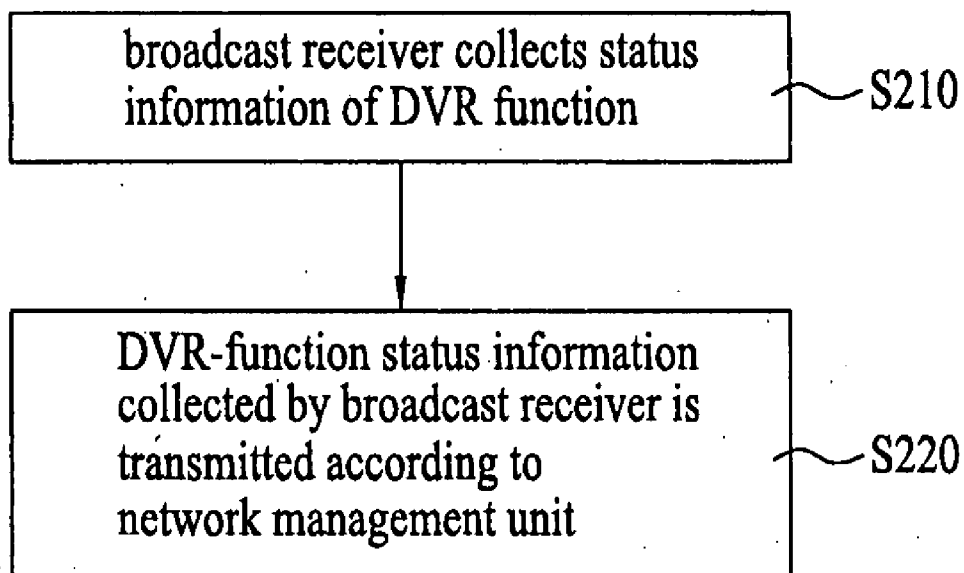 broadcast receiver collects status
information of DVR function
S210
DVR-function status information
collected by broadcast receiver is
transmitted according to
network management unit
S220